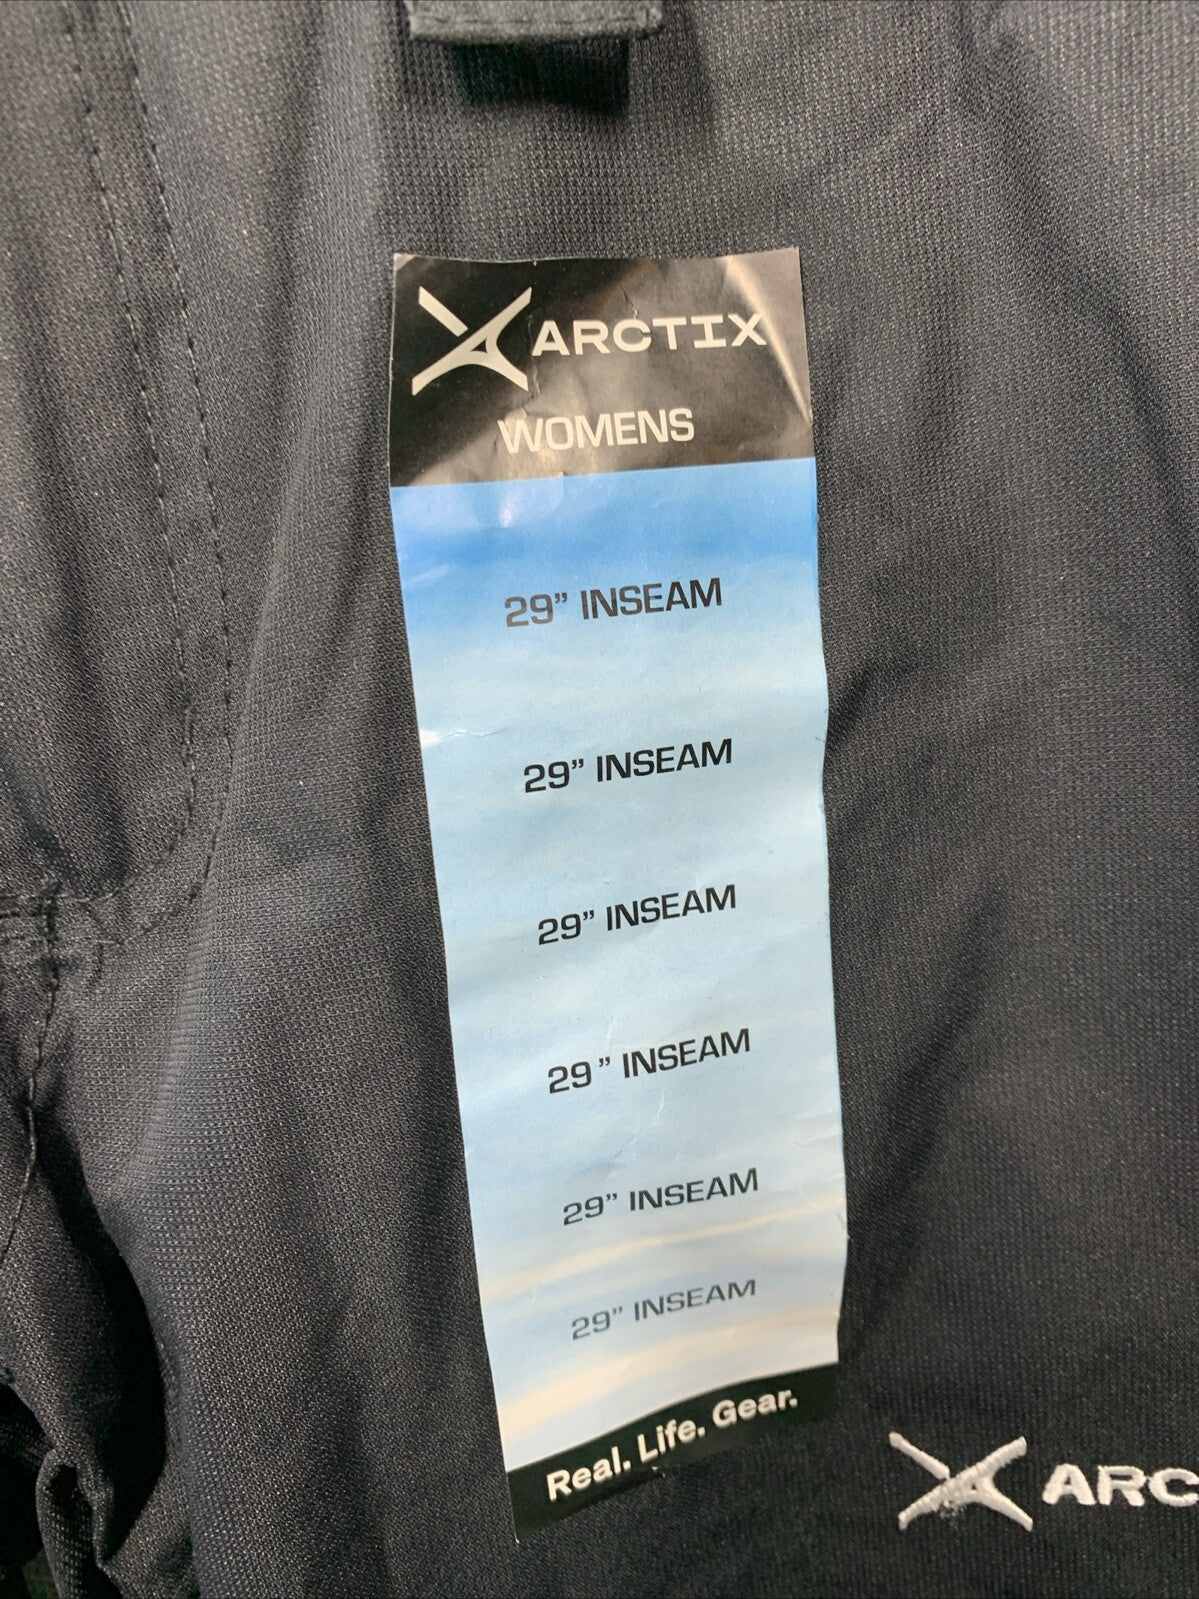 ARCTIX
WOMENS
29” INSEAM
29” INSEAM
29” INSEAM
29 ” INSEAM
29” INSEAM
29” INSEAM
Real. Life. Gear.
ARC